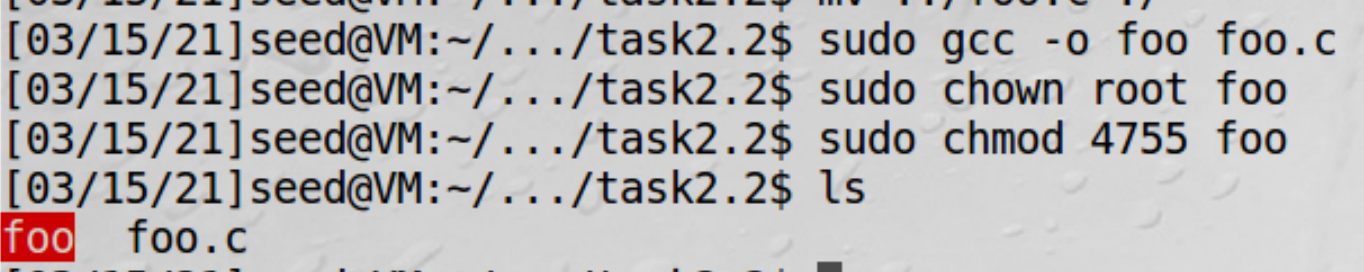 [03/15/21]seed@VM:~/.../task2.2$ sudo gcc -o foo foo.c
[03/15/21]seed@VM:~/.../task2.2$ sudo chown root foo
[03/15/21]seed@VM:~/.../task2.2$ sudo chmod 4755 foo
[03/15/21]seed@VM:~/.../task2.2$ ls
foo foo.c